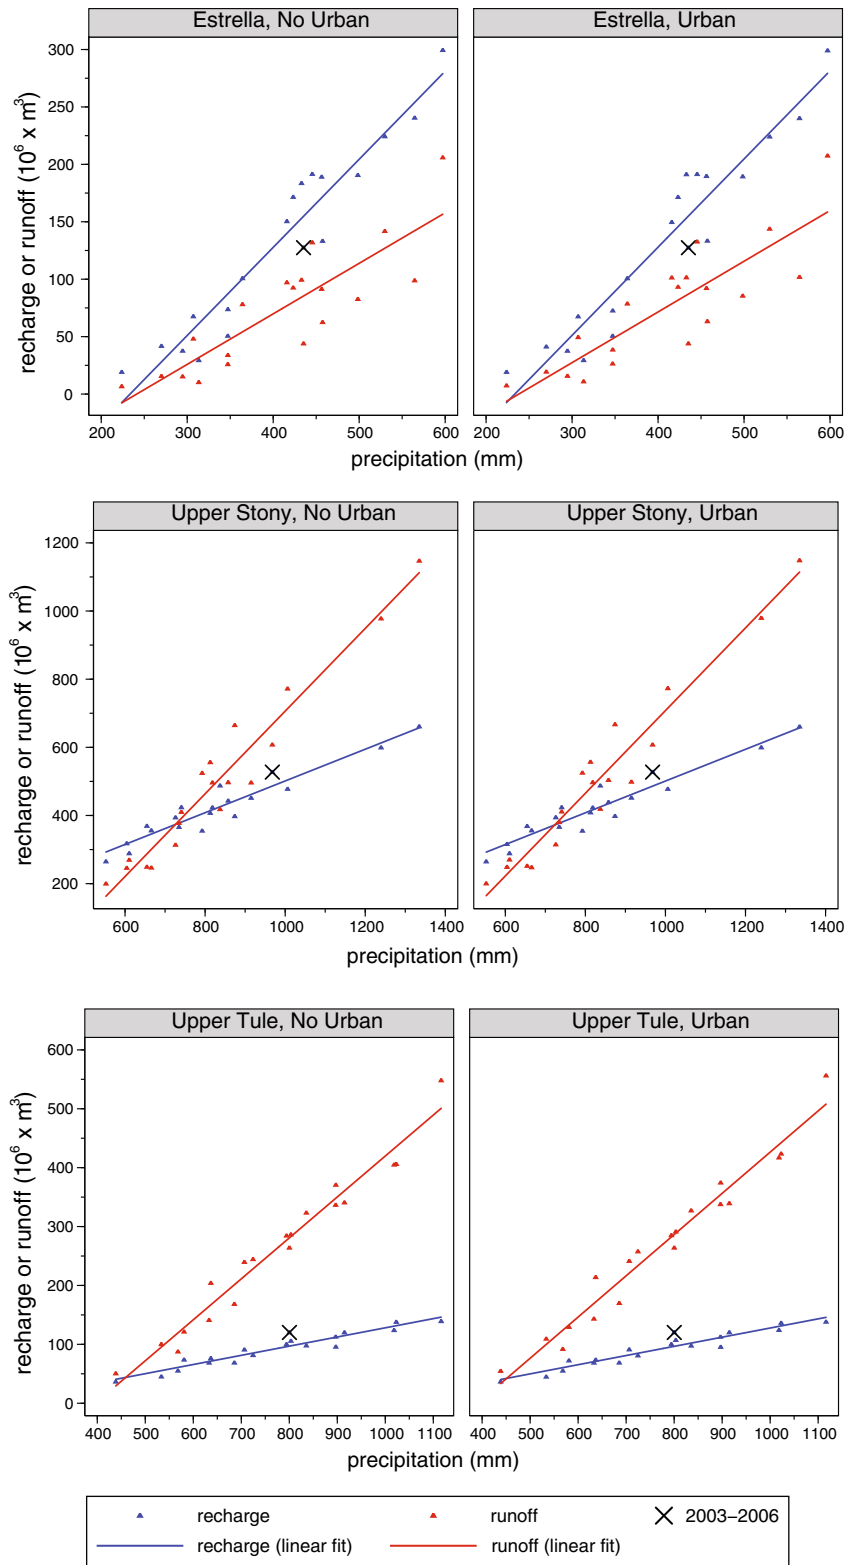 Estrella, No Urban
Estrella, Urban
recharge or runoff (10⁶ x m³)
300
250
200
150
100
50
0
200 300 400 500 600
200 300 400 500 600
precipitation (mm)
Upper Stony, No Urban
Upper Stony, Urban
recharge or runoff (10⁶ x m³)
1200
1000
800
600
400
200
600 800 1000 1200 1400
600 800 1000 1200 1400
precipitation (mm)
Upper Tule, No Urban
Upper Tule, Urban
recharge or runoff (10⁶ x m³)
600
500
400
300
200
100
0
400 500 600 700 800 900 1000 1100
400 500 600 700 800 900 1000 1100
precipitation (mm)
recharge runoff 2003–2006
recharge (linear fit) runoff (linear fit)